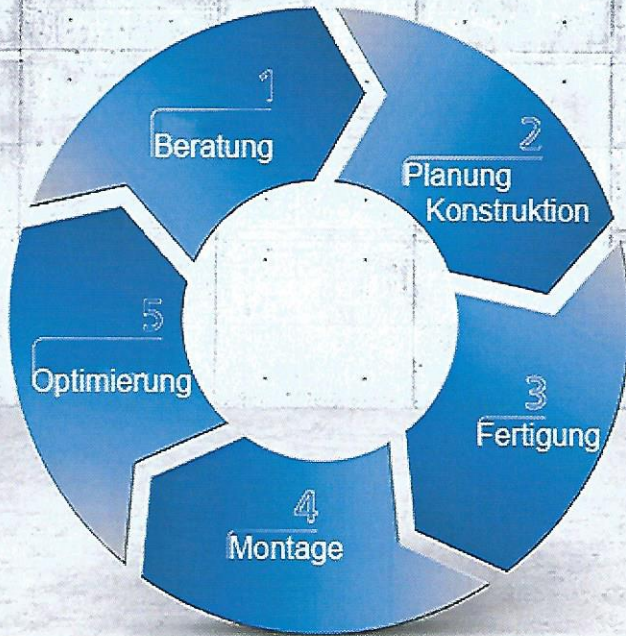 1
Beratung
2
Planung
Konstruktion
3
Fertigung
4
Montage
5
Optimierung